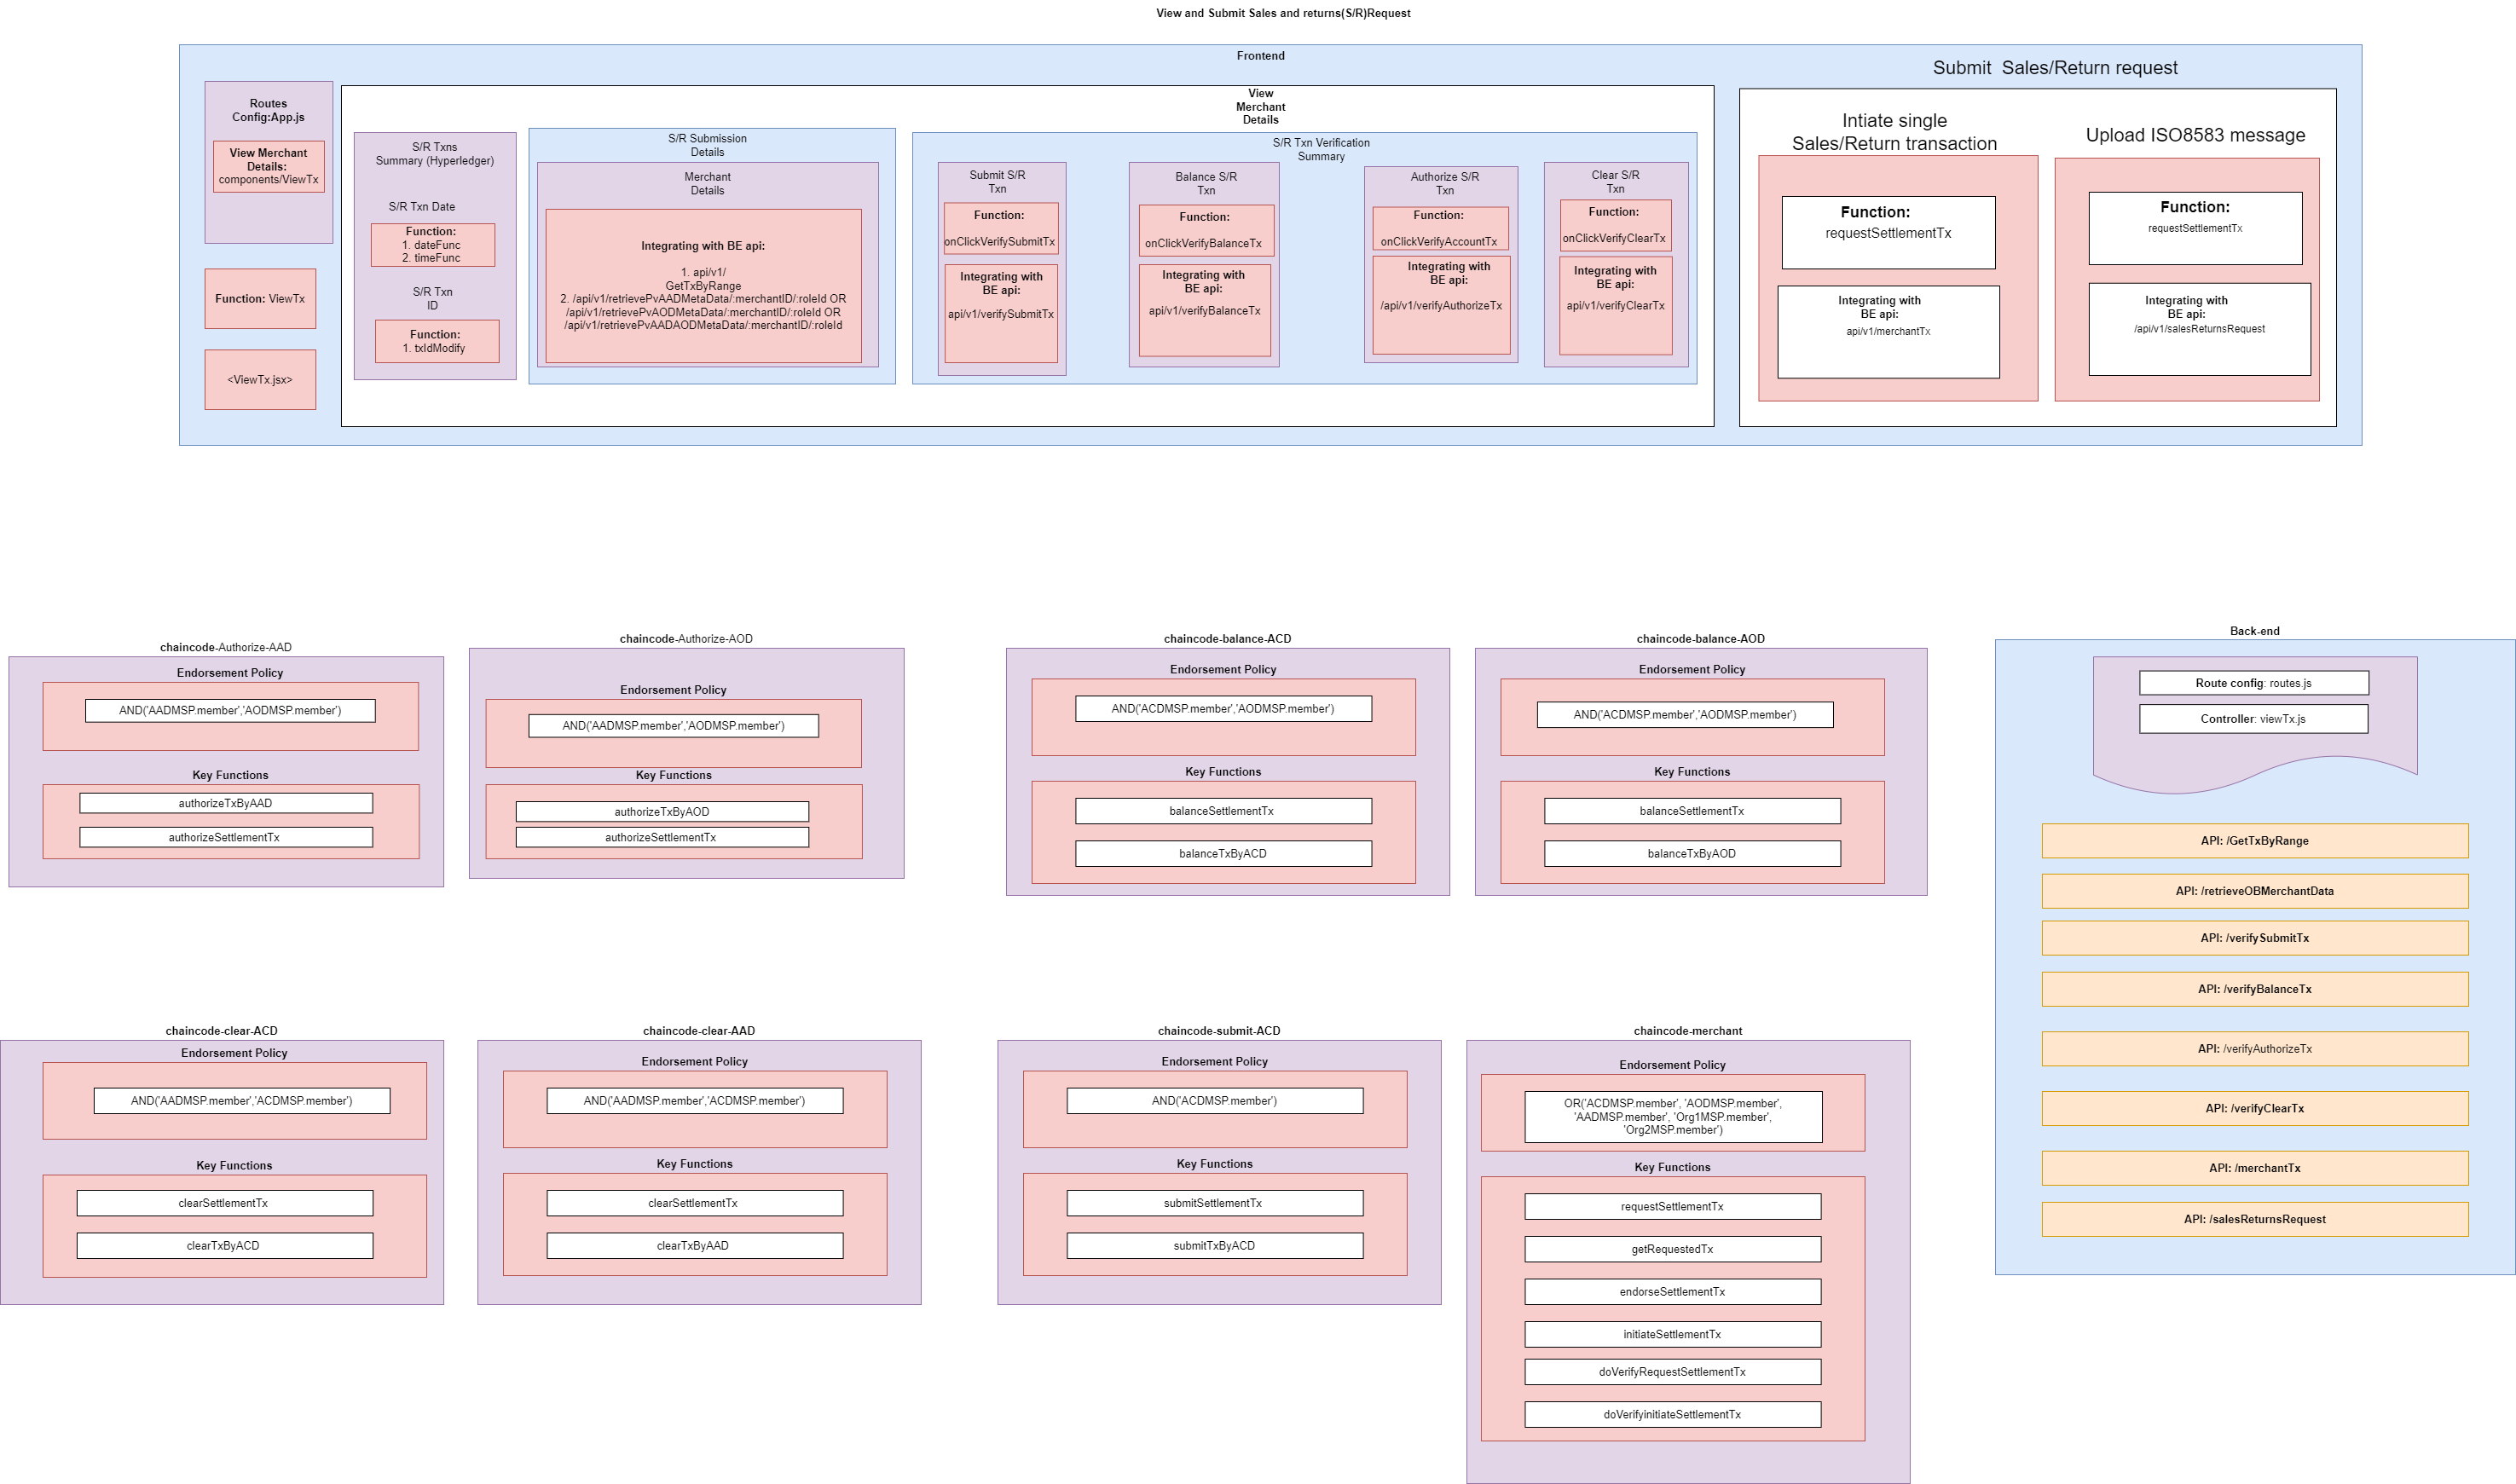 View and Submit Sales and returns(S/R)Request
Frontend
Routes
Config:App.js
View Merchant
Details:
components/ViewTx
Function: ViewTx
<ViewTx.jsx>
View
Merchant
Details
S/R Txns
Summary (Hyperledger)
S/R Txn Date
Function:
1. dateFunc
2. timeFunc
S/R Txn
ID
Function:
1. txIdModify
S/R Submission
Details
Merchant
Details
Integrating with BE api:
1. api/v1/
GetTxByRange
2. /api/v1/retrievePvAADMetaData/:merchantID/:roleId OR
/api/v1/retrievePvAODMetaData/:merchantID/:roleId OR
/api/v1/retrievePvAADAODMetaData/:merchantID/:roleId
S/R Txn Verification
Summary
Submit S/R
Txn
Function:
onClickVerifySubmitTx
Integrating with
BE api:
api/v1/verifySubmitTx
Balance S/R
Txn
Function:
onClickVerifyBalanceTx
Integrating with
BE api:
api/v1/verifyBalanceTx
Authorize S/R
Txn
Function:
onClickVerifyAccountTx
Integrating with
BE api:
/api/v1/verifyAuthorizeTx
Clear S/R
Txn
Function:
onClickVerifyClearTx
Integrating with
BE api:
api/v1/verifyClearTx
Submit  Sales/Return request
Intiate single
Sales/Return transaction
Function:
requestSettlementTx
Integrating with
BE api:
api/v1/merchantTx
Upload ISO8583 message
Function:
requestSettlementTx
Integrating with
BE api:
/api/v1/salesReturnsRequest
chaincode-Authorize-AAD
Endorsement Policy
AND('AADMSP.member','AODMSP.member')
Key Functions
authorizeTxByAAD
authorizeSettlementTx
chaincode-Authorize-AOD
Endorsement Policy
AND('AADMSP.member','AODMSP.member')
Key Functions
authorizeTxByAOD
authorizeSettlementTx
chaincode-balance-ACD
Endorsement Policy
AND('ACDMSP.member','AODMSP.member')
Key Functions
balanceSettlementTx
balanceTxByACD
chaincode-balance-AOD
Endorsement Policy
AND('ACDMSP.member','AODMSP.member')
Key Functions
balanceSettlementTx
balanceTxByAOD
Back-end
Route config: routes.js
Controller: viewTx.js
API: /GetTxByRange
API: /retrieveOBMerchantData
API: /verifySubmitTx
API: /verifyBalanceTx
API: /verifyAuthorizeTx
API: /verifyClearTx
API: /merchantTx
API: /salesReturnsRequest
chaincode-clear-ACD
Endorsement Policy
AND('AADMSP.member','ACDMSP.member')
Key Functions
clearSettlementTx
clearTxByACD
chaincode-clear-AAD
Endorsement Policy
AND('AADMSP.member','ACDMSP.member')
Key Functions
clearSettlementTx
clearTxByAAD
chaincode-submit-ACD
Endorsement Policy
AND('ACDMSP.member')
Key Functions
submitSettlementTx
submitTxByACD
chaincode-merchant
Endorsement Policy
OR('ACDMSP.member', 'AODMSP.member',
'AADMSP.member', 'Org1MSP.member',
'Org2MSP.member')
Key Functions
requestSettlementTx
getRequestedTx
endorseSettlementTx
initiateSettlementTx
doVerifyRequestSettlementTx
doVerifyinitiateSettlementTx